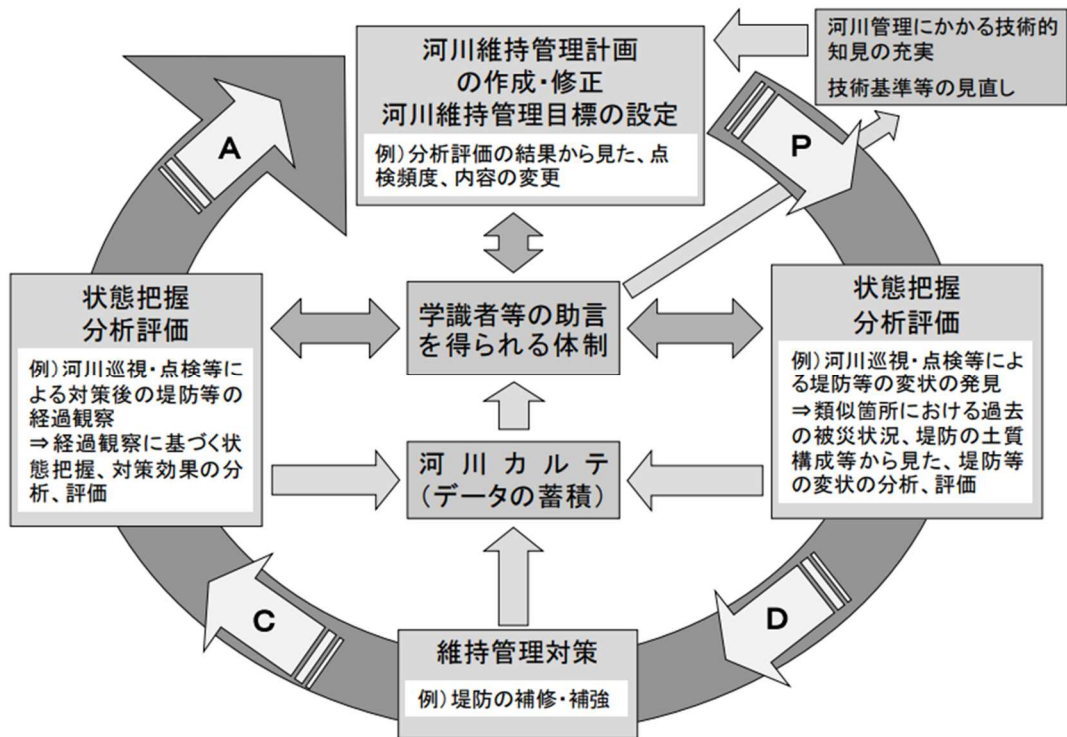 河川維持管理計画
の作成・修正
河川維持管理目標の設定
例）分析評価の結果から見た、点
検頻度、内容の変更
河川管理にかかる技術的
知見の充実
技術基準等の見直し
A
P
状態把握
分析評価
例）河川巡視・点検等に
よる対策後の堤防等の
経過観察
⇒経過観察に基づく状
態把握、対策効果の分
析、評価
学識者等の助言
を得られる体制
状態把握
分析評価
例）河川巡視・点検等によ
る堤防等の変状の発見
⇒類似箇所における過去
の被災状況、堤防の土質
構成等から見た、堤防等
の変状の分析、評価
河川カルテ
（データの蓄積）
C
D
維持管理対策
例）堤防の補修・補強